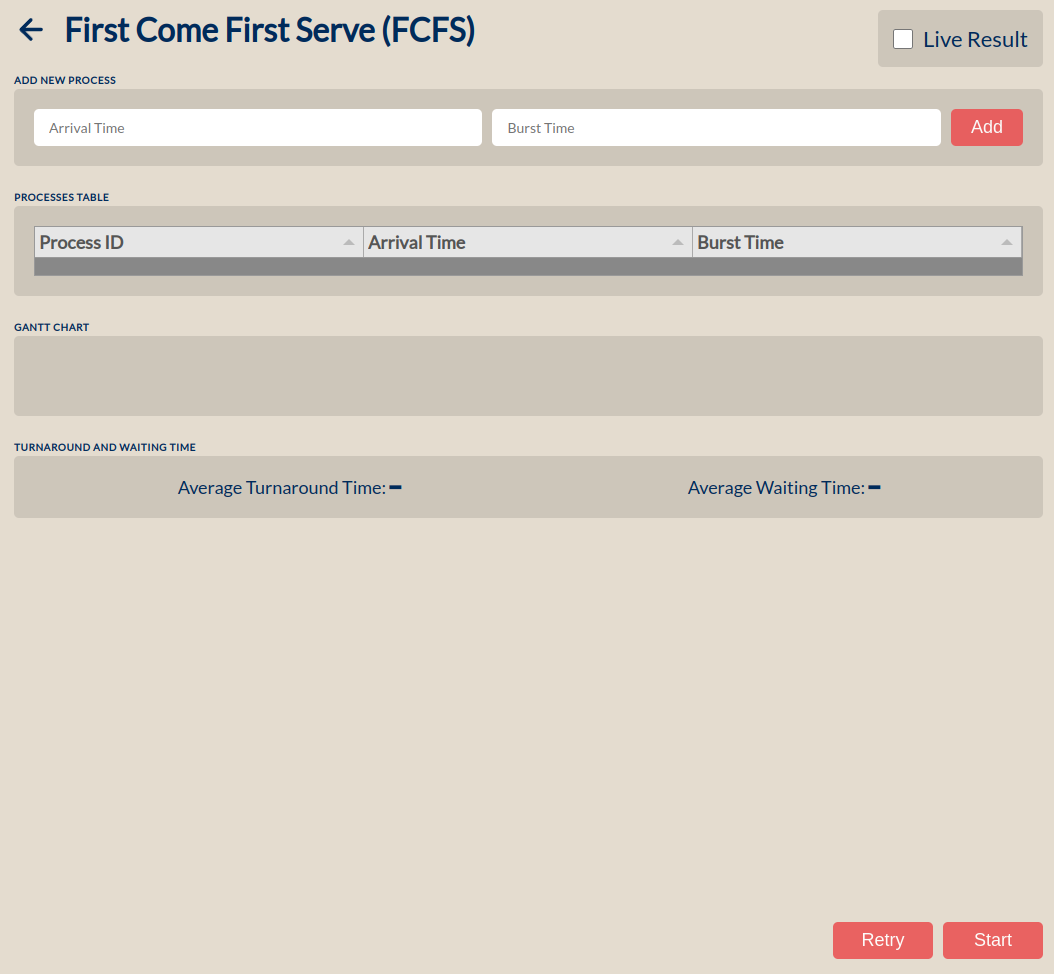 First Come First Serve (FCFS)
Live Result
ADD NEW PROCESS
Arrival Time
Burst Time
Add
PROCESSES TABLE
Process ID
Arrival Time
Burst Time
GANTT CHART
TURNAROUND AND WAITING TIME
Average Turnaround Time: -
Average Waiting Time: -
Retry
Start